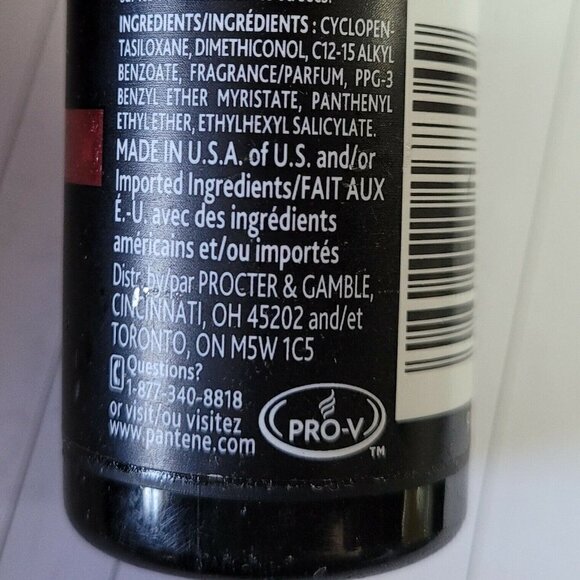 INGREDIENTS/INGRÉDIENTS : CYCLOPEN-
TASILOXANE, DIMETHICONOL, C12-15 ALKYL
BENZOATE, FRAGRANCE/PARFUM, PPG-3
BENZYL ETHER MYRISTATE, PANTHENYL
ETHYL ETHER, ETHYLHEXYL SALICYLATE.
MADE IN U.S.A. of U.S. and/or
Imported Ingredients/FAIT AUX
É.-U. avec des ingrédients
américains et/ou importés
Distr. by/par PROCTER & GAMBLE,
CINCINNATI, OH 45202 and/et
TORONTO, ON M5W 1C5
Questions?
1-877-340-8818
or visit/ou visitez
www.pantene.com
PRO-V
TM